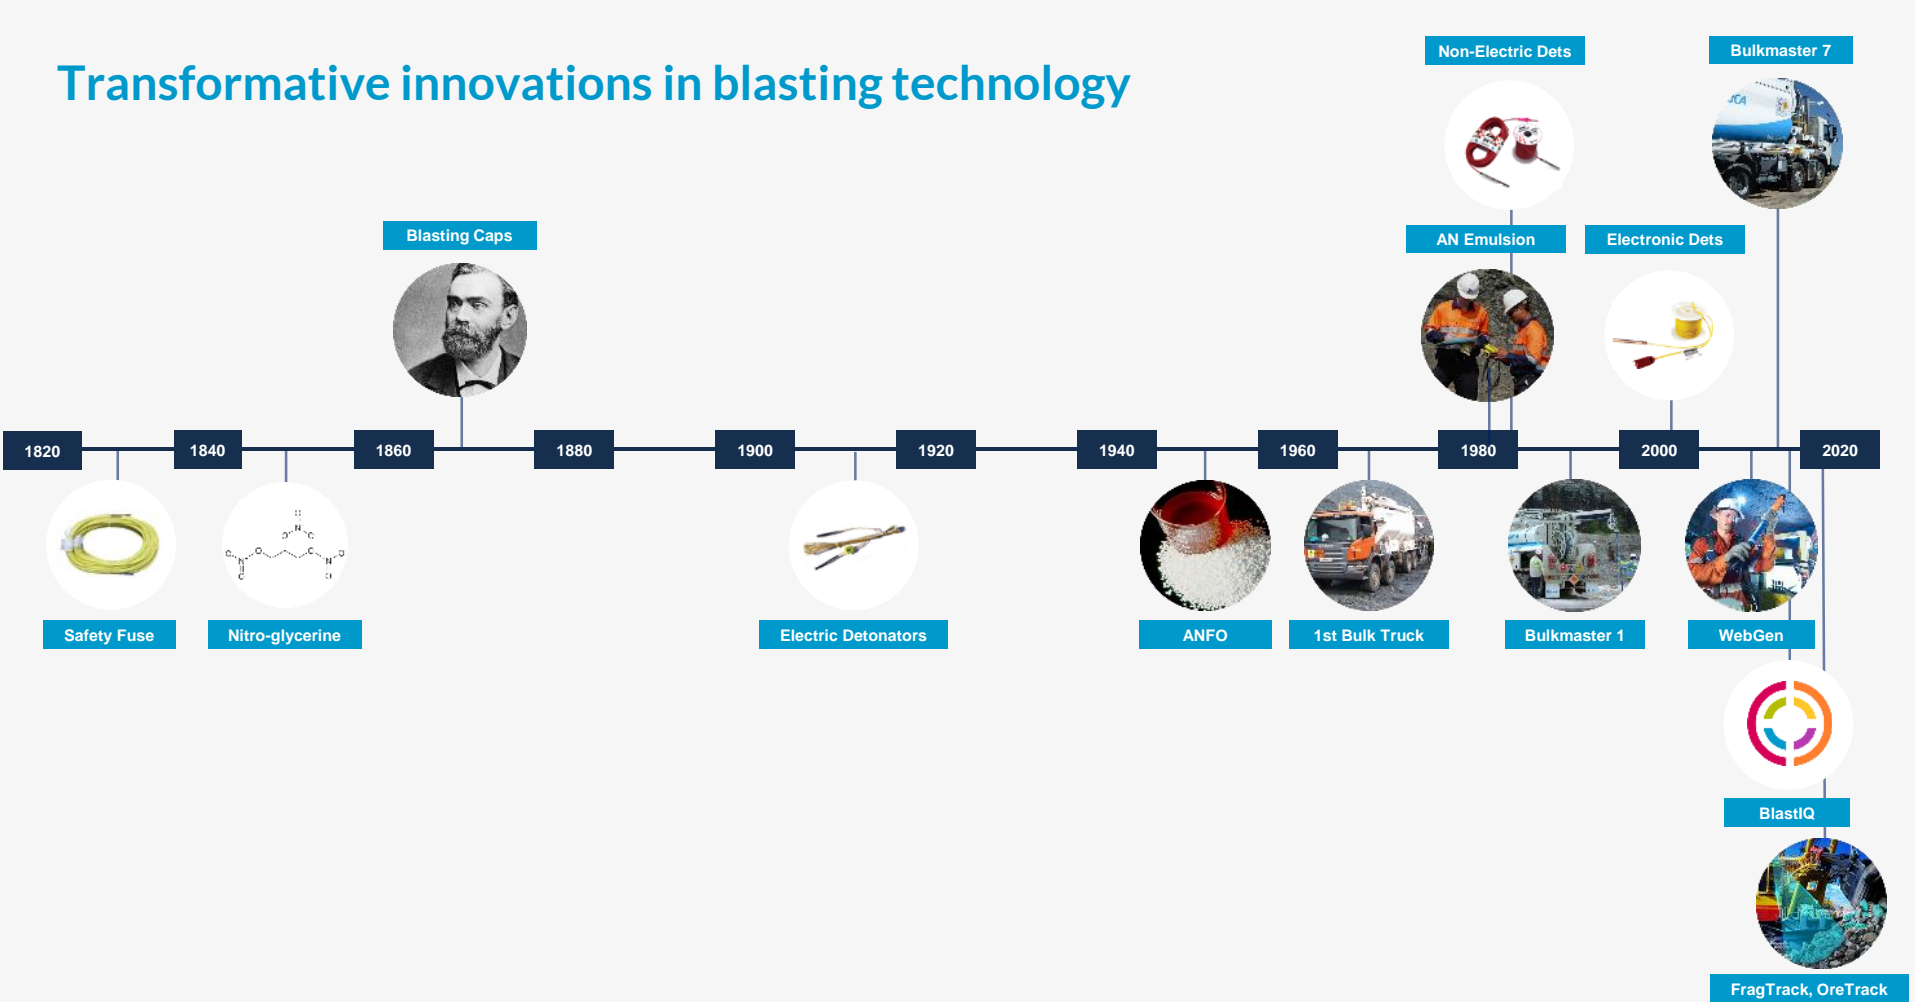 Transformative innovations in blasting technology
Non-Electric Dets
Bulkmaster 7
Blasting Caps
AN Emulsion
Electronic Dets
1820
1840
1860
1880
1900
1920
1940
1960
1980
2000
2020
Safety Fuse
Nitro-glycerine
Electric Detonators
ANFO
1st Bulk Truck
Bulkmaster 1
WebGen
BlastIQ
FragTrack, OreTrack